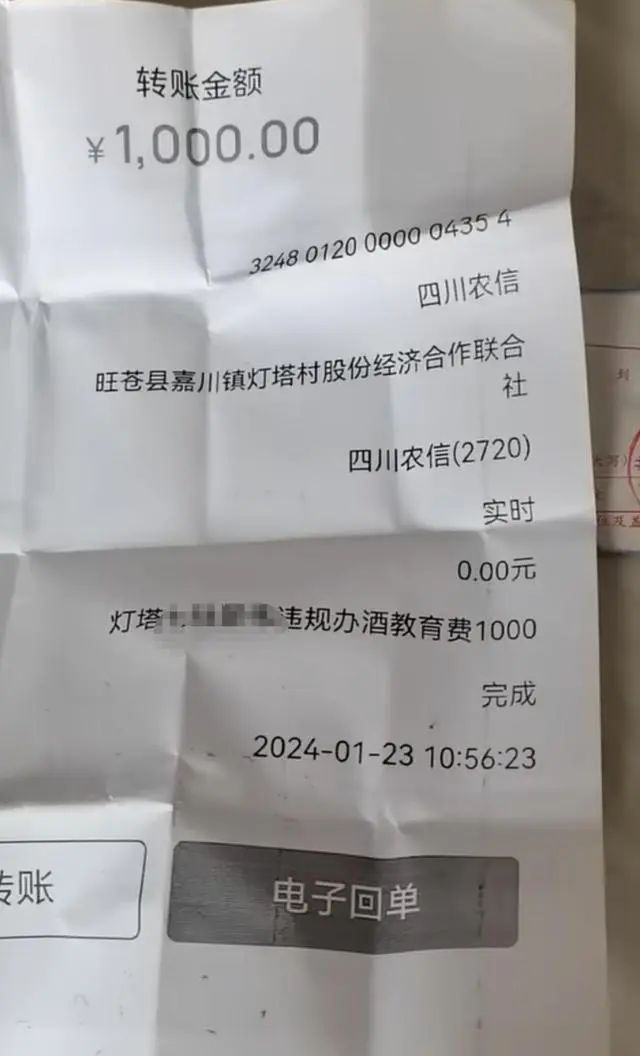 转账金额
¥1,000.00
3248 0120 0000 0435 4
四川农信
旺苍县嘉川镇灯塔村股份经济合作联合
社
四川农信(2720)
实时
0.00元
灯塔 违规办酒教育费1000
完成
2024-01-23 10:56:23
转账
电子回单
到